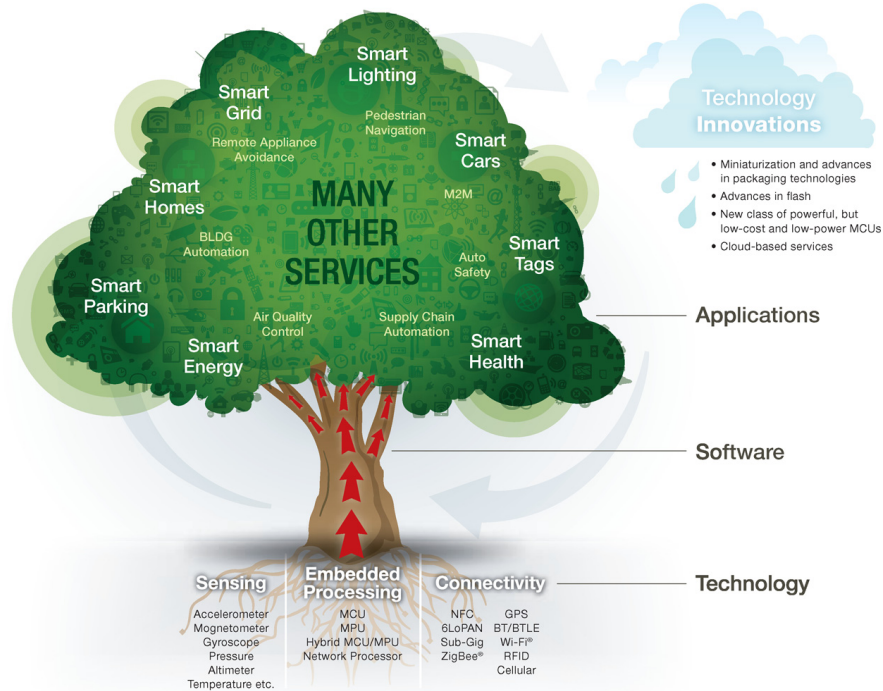 Smart
Lighting
Smart
Grid
Pedestrian
Navigation
Remote Appliance
Avoidance
Smart
Cars
Smart
Homes
MANY
OTHER
SERVICES
M2M
BLDG
Automation
Auto
Safety
Smart
Tags
Smart
Parking
Air Quality
Control
Supply Chain
Automation
Smart
Energy
Smart
Health
Technology
Innovations
• Miniaturization and advances
in packaging technologies
• Advances in flash
• New class of powerful, but
low-cost and low-power MCUs
• Cloud-based services
Applications
Software
Technology
Sensing
Accelerometer
Mognetometer
Gyroscope
Pressure
Altimeter
Temperature etc.
Embedded
Processing
MCU
MPU
Hybrid MCU/MPU
Network Processor
Connectivity
NFC
6LoPAN
Sub-Gig
ZigBee®
GPS
BT/BTLE
Wi-Fi®
RFID
Cellular